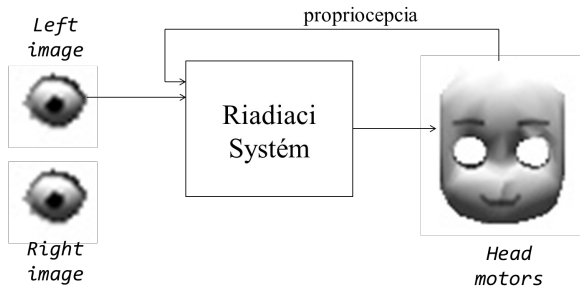 Left
image
propriocepcia
Riadiaci
Systém
Right
image
Head
motors